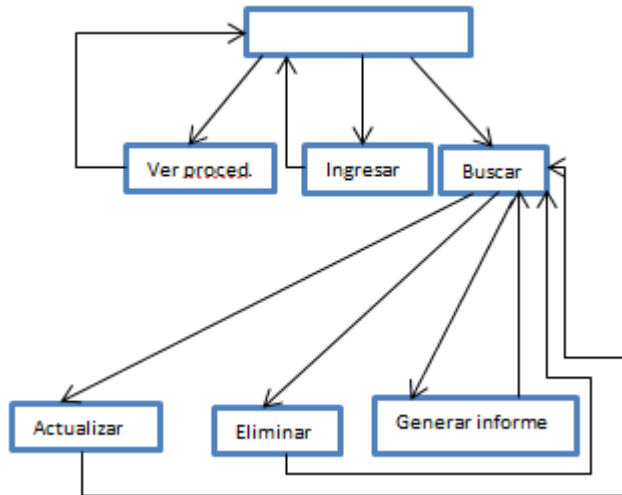 Ver proced.
Ingresar
Buscar
Actualizar
Eliminar
Generar informe